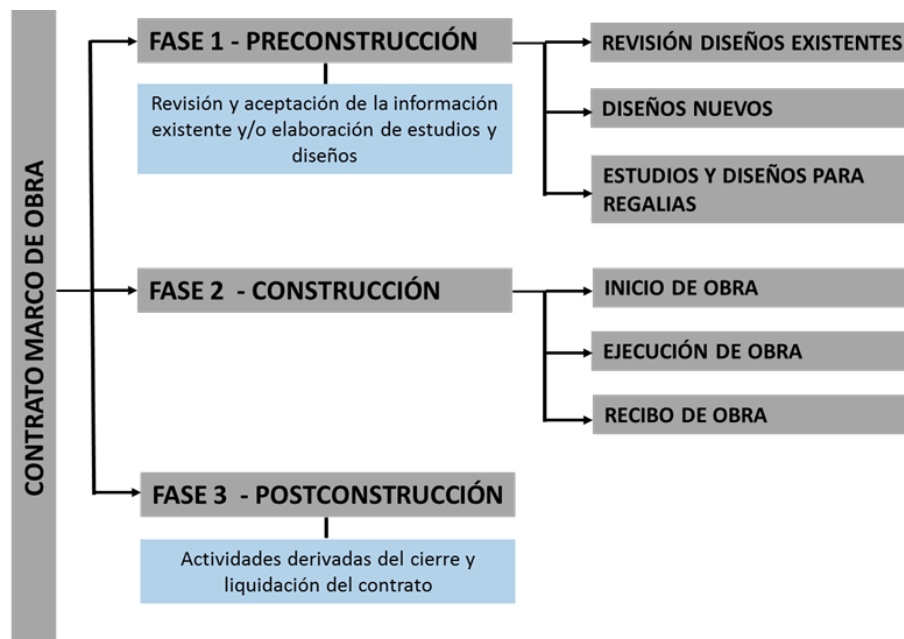 CONTRATO MARCO DE OBRA
FASE 1 - PRECONSTRUCCIÓN
Revisión y aceptación de la información
existente y/o elaboración de estudios y
diseños
REVISIÓN DISEÑOS EXISTENTES
DISEÑOS NUEVOS
ESTUDIOS Y DISEÑOS PARA
REGALIAS
FASE 2 - CONSTRUCCIÓN
INICIO DE OBRA
EJECUCIÓN DE OBRA
RECIBO DE OBRA
FASE 3 - POSTCONSTRUCCIÓN
Actividades derivadas del cierre y
liquidación del contrato